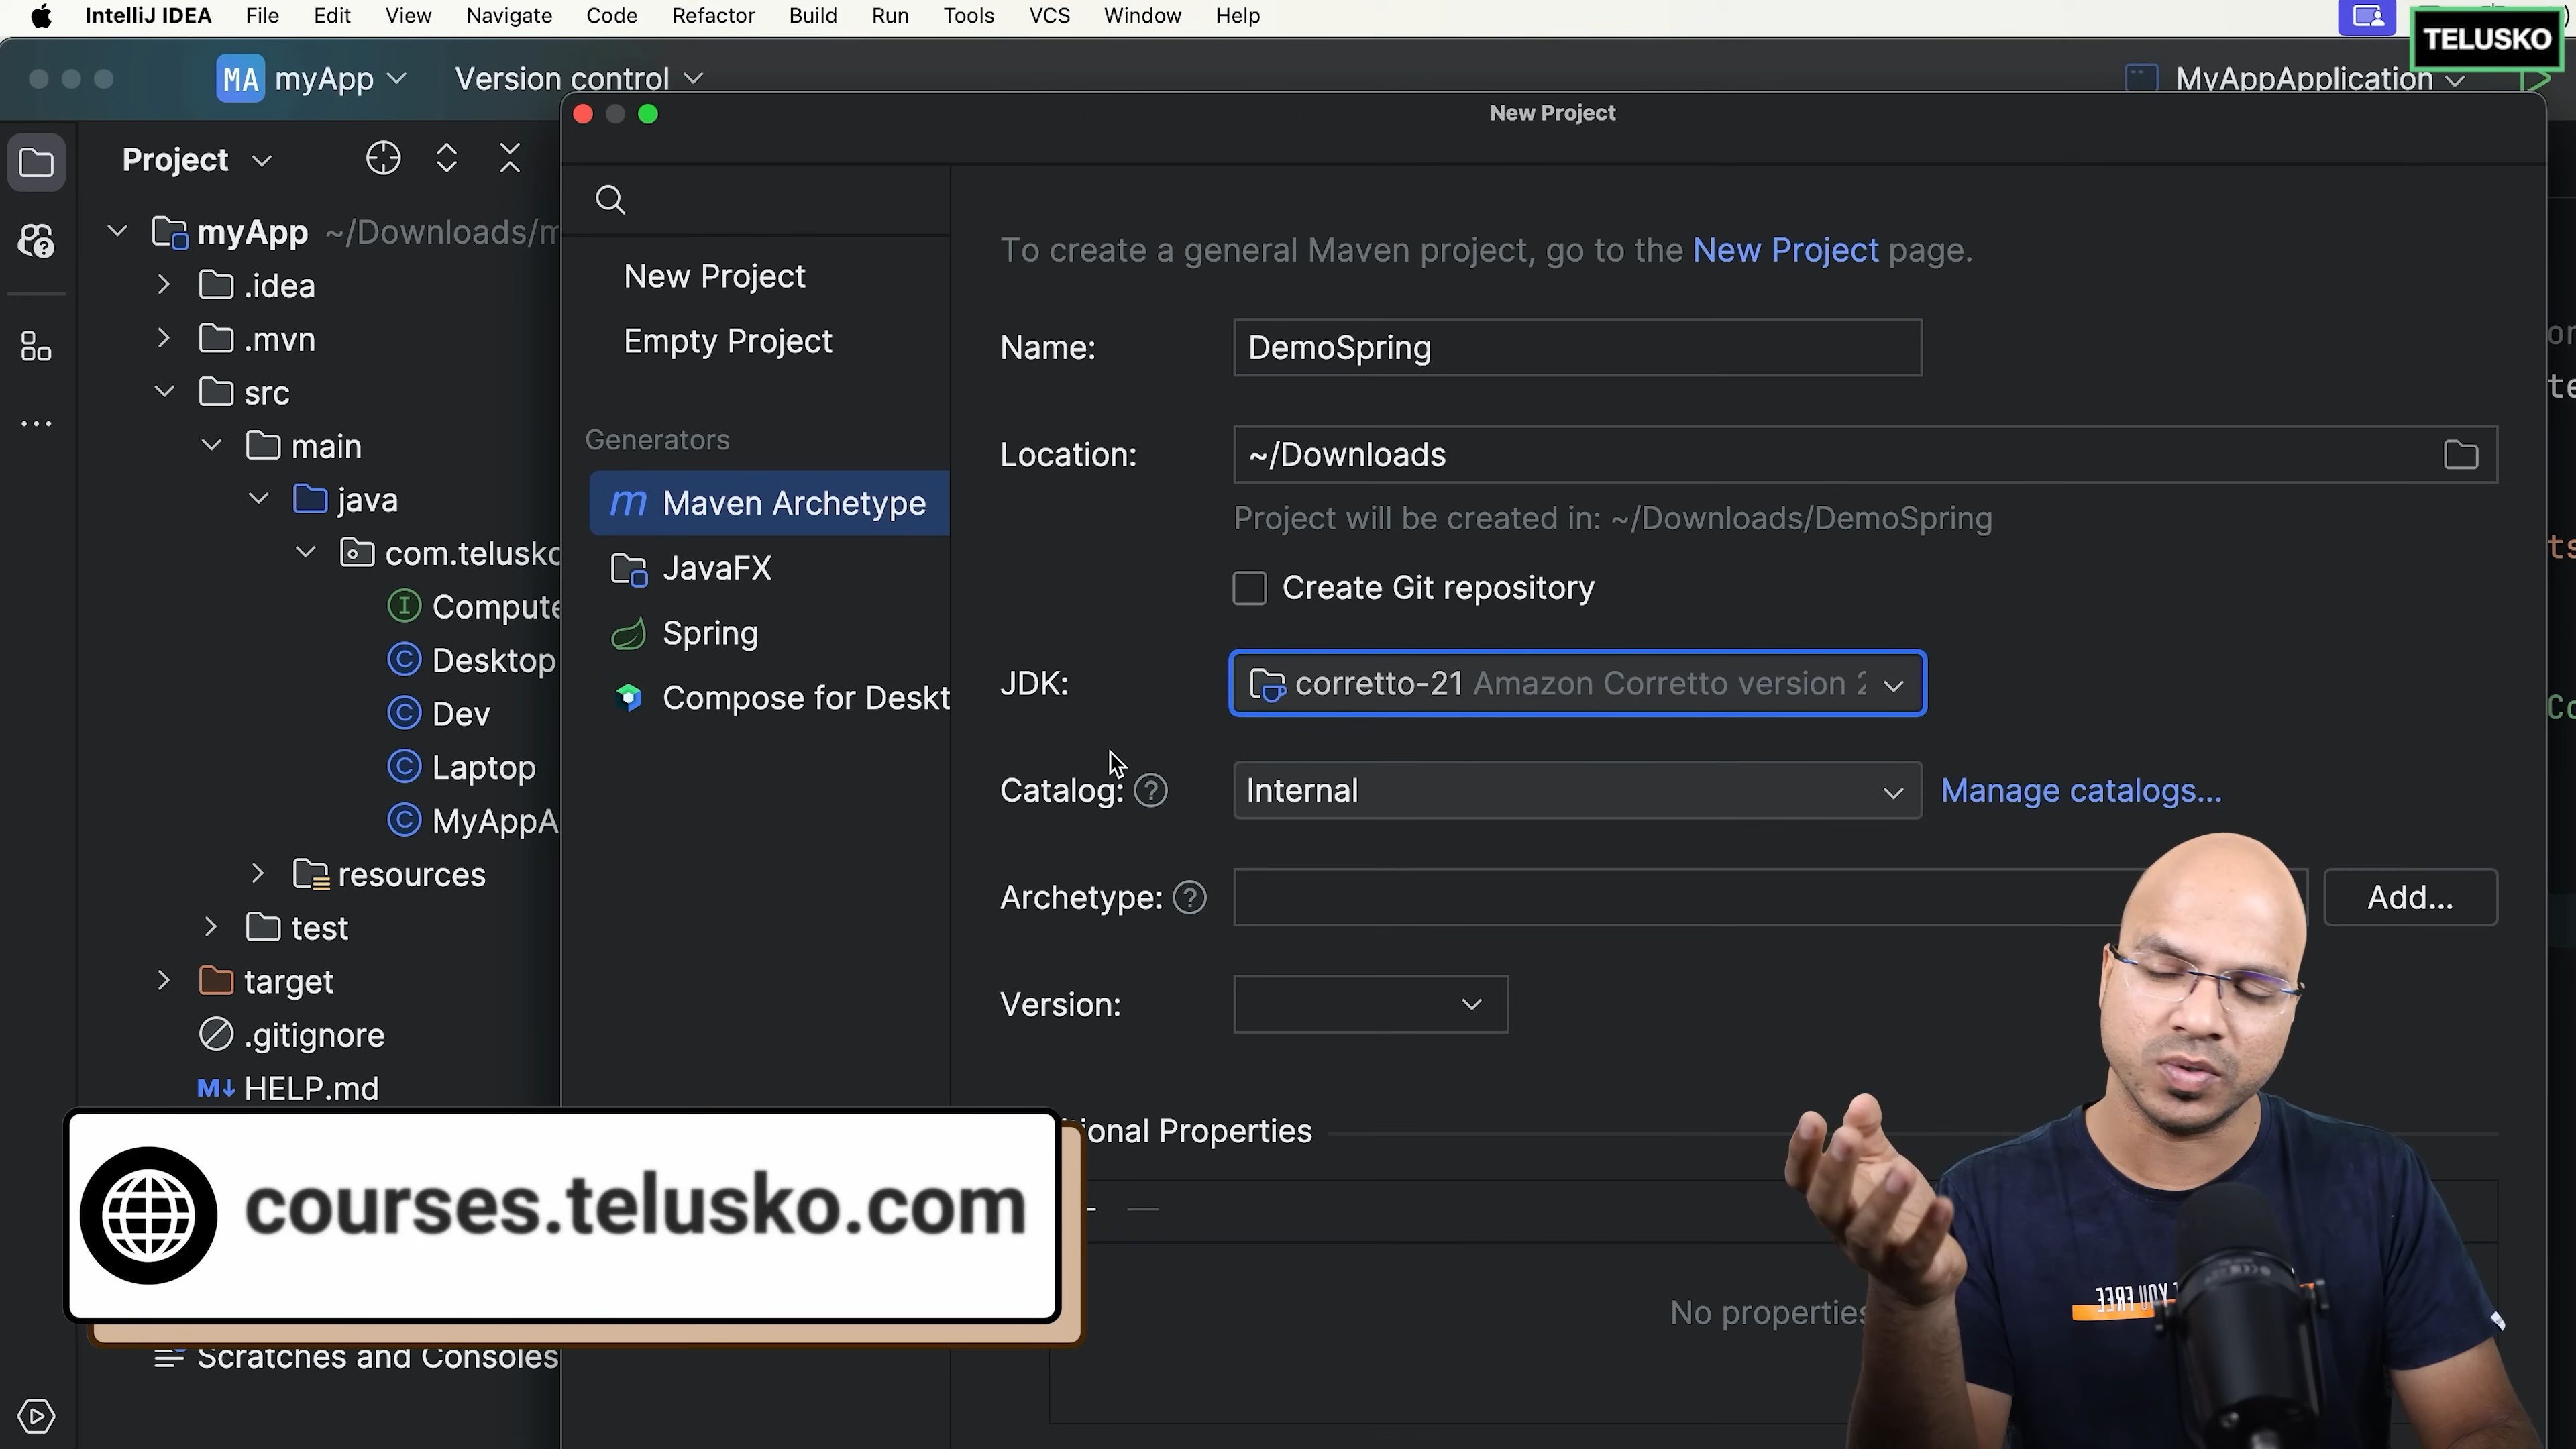 IntelliJ IDEA File Edit View Navigate Code Refactor Build Run Tools VCS Window Help
TELUSKO
MA myApp Version control
MyAppApplication
New Project
Project
myApp ~/Downloads/m
.idea
.mvn
src
main
java
com.telusko
Compute
Desktop
Dev
Laptop
MyAppA
resources
test
target
.gitignore
HELP.md
Scratches and Consoles
New Project
Empty Project
Generators
Maven Archetype
JavaFX
Spring
Compose for Deskt
To create a general Maven project, go to the New Project page.
Name: DemoSpring
Location: ~/Downloads
Project will be created in: ~/Downloads/DemoSpring
Create Git repository
JDK: corretto-21 Amazon Corretto version 2
Catalog: ? Internal Manage catalogs...
Archetype: ? Add...
Version:
ional Properties
No properties
courses.telusko.com
YOU FREE